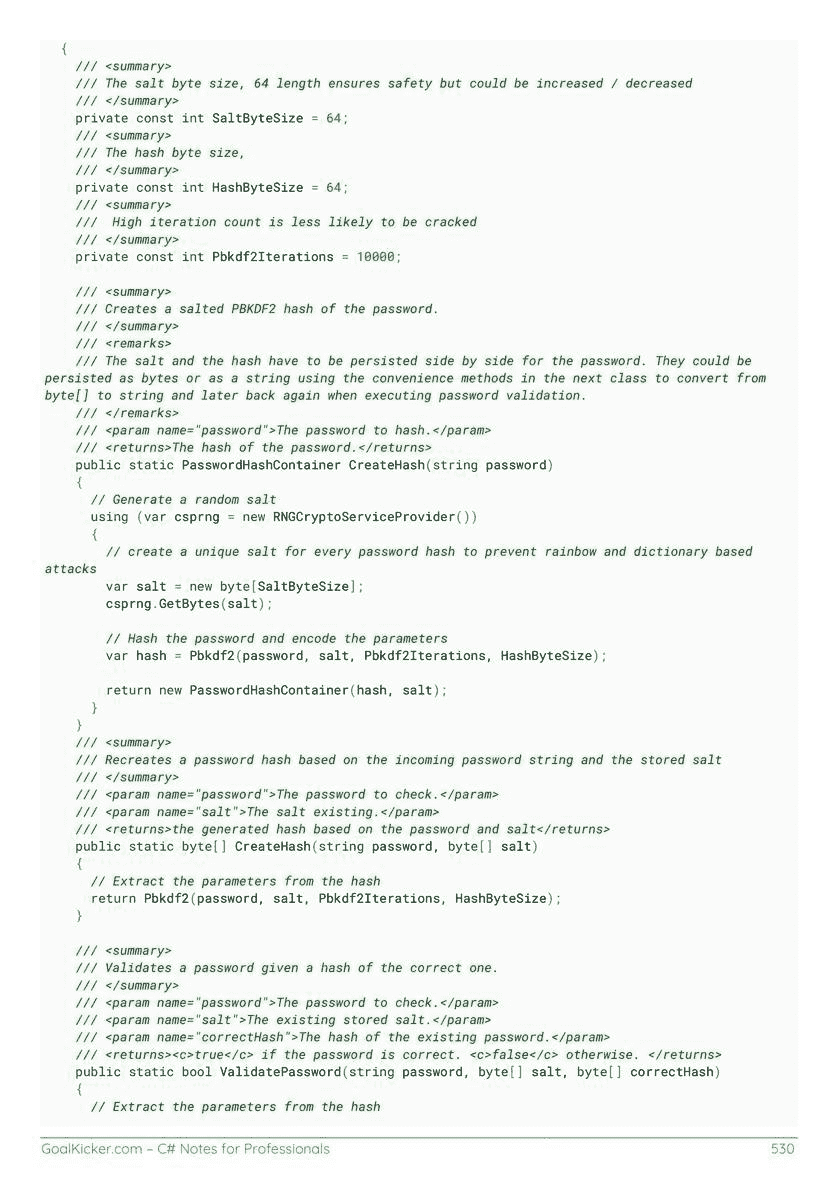 {
/// <summary>
/// The salt byte size, 64 length ensures safety but could be increased / decreased
/// </summary>
private const int SaltByteSize = 64;
/// <summary>
/// The hash byte size,
/// </summary>
private const int HashByteSize = 64;
/// <summary>
///  High iteration count is less likely to be cracked
/// </summary>
private const int Pbkdf2Iterations = 10000;
/// <summary>
/// Creates a salted PBKDF2 hash of the password.
/// </summary>
/// <remarks>
/// The salt and the hash have to be persisted side by side for the password. They could be
persisted as bytes or as a string using the convenience methods in the next class to convert from
byte[] to string and later back again when executing password validation.
/// </remarks>
/// <param name="password">The password to hash.</param>
/// <returns>The hash of the password.</returns>
public static PasswordHashContainer CreateHash(string password)
{
// Generate a random salt
using (var csprng = new RNGCryptoServiceProvider())
{
// create a unique salt for every password hash to prevent rainbow and dictionary based
attacks
var salt = new byte[SaltByteSize];
csprng.GetBytes(salt);
// Hash the password and encode the parameters
var hash = Pbkdf2(password, salt, Pbkdf2Iterations, HashByteSize);
return new PasswordHashContainer(hash, salt);
}
}
/// <summary>
/// Recreates a password hash based on the incoming password string and the stored salt
/// </summary>
/// <param name="password">The password to check.</param>
/// <param name="salt">The salt existing.</param>
/// <returns>the generated hash based on the password and salt</returns>
public static byte[] CreateHash(string password, byte[] salt)
{
// Extract the parameters from the hash
return Pbkdf2(password, salt, Pbkdf2Iterations, HashByteSize);
}
/// <summary>
/// Validates a password given a hash of the correct one.
/// </summary>
/// <param name="password">The password to check.</param>
/// <param name="salt">The existing stored salt.</param>
/// <param name="correctHash">The hash of the existing password.</param>
/// <returns><c>true</c> if the password is correct. <c>false</c> otherwise. </returns>
public static bool ValidatePassword(string password, byte[] salt, byte[] correctHash)
{
// Extract the parameters from the hash
GoalKicker.com – C# Notes for Professionals
530